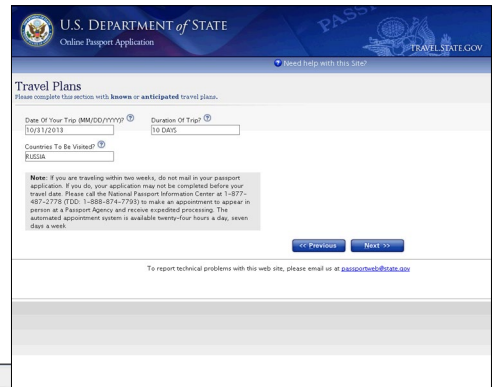 U.S. DEPARTMENT of STATE
Online Passport Application
PASS
TRAVEL.STATE.GOV
Need help with this Site?
Travel Plans
Please complete this section with known or anticipated travel plans.
Date Of Your Trip (MM/DD/YYYY)? Duration Of Trip?
10/31/2013 10 DAYS
Countries To Be Visited?
RUSSIA
Note: If you are traveling within two weeks, do not mail in your passport
application. If you do, your application may not be completed before your
travel date. Please call the National Passport Information Center at 1-877-
487-2778 (TDD: 1-888-874-7793) to make an appointment to appear in
person at a Passport Agency and receive expedited processing. The
automated appointment system is available twenty-four hours a day, seven
days a week
<< Previous Next >>
To report technical problems with this web site, please email us at passportweb@state.gov